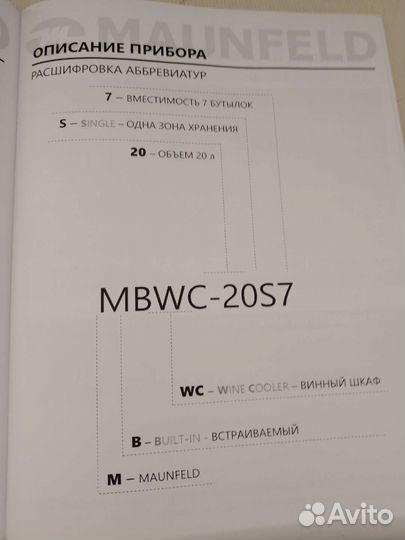 MAUNFELD
ОПИСАНИЕ ПРИБОРА
РАСШИФРОВКА АББРЕВИАТУР
7 – ВМЕСТИМОСТЬ 7 БУТЫЛОК
S – SINGLE – ОДНА ЗОНА ХРАНЕНИЯ
20 – ОБЪЕМ 20 л
MBWC-20S7
WC – WINE COOLER – ВИННЫЙ ШКАФ
B – BUILT-IN - ВСТРАИВАЕМЫЙ
M – MAUNFELD
Avito